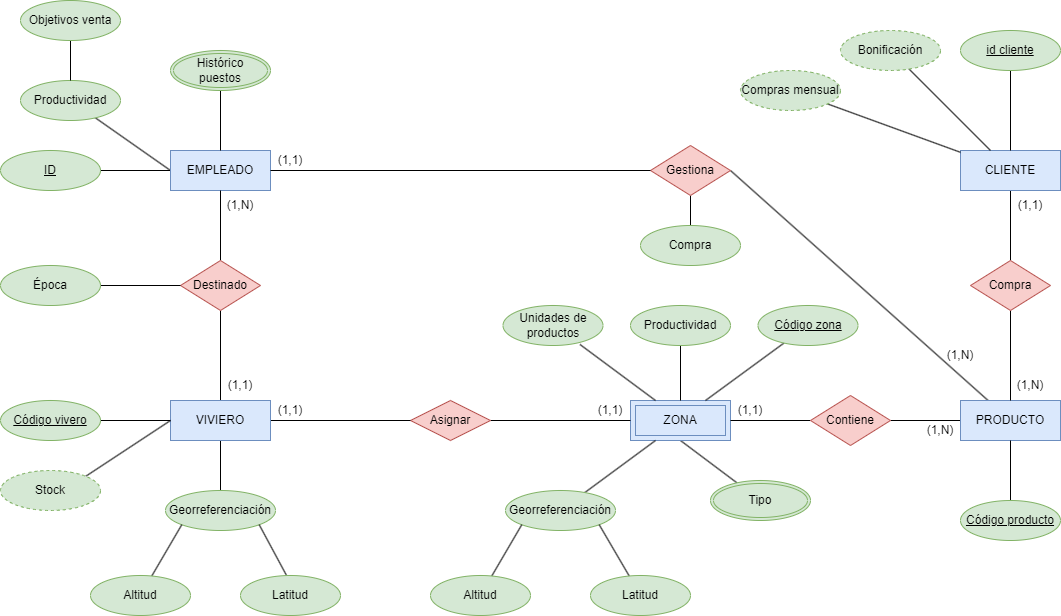 Objetivos venta
Histórico
puestos
Bonificación
id cliente
Productividad
Compras mensual
ID
EMPLEADO
(1,1)
Gestiona
CLIENTE
(1,N)
(1,1)
Compra
Época
Destinado
Compra
Unidades de
productos
Productividad
Código zona
(1,N)
(1,1)
(1,N)
Código vivero
VIVIERO
(1,1)
Asignar
(1,1)
ZONA
(1,1)
Contiene
(1,N)
PRODUCTO
Stock
Georreferenciación
Georreferenciación
Tipo
Código producto
Altitud
Latitud
Altitud
Latitud